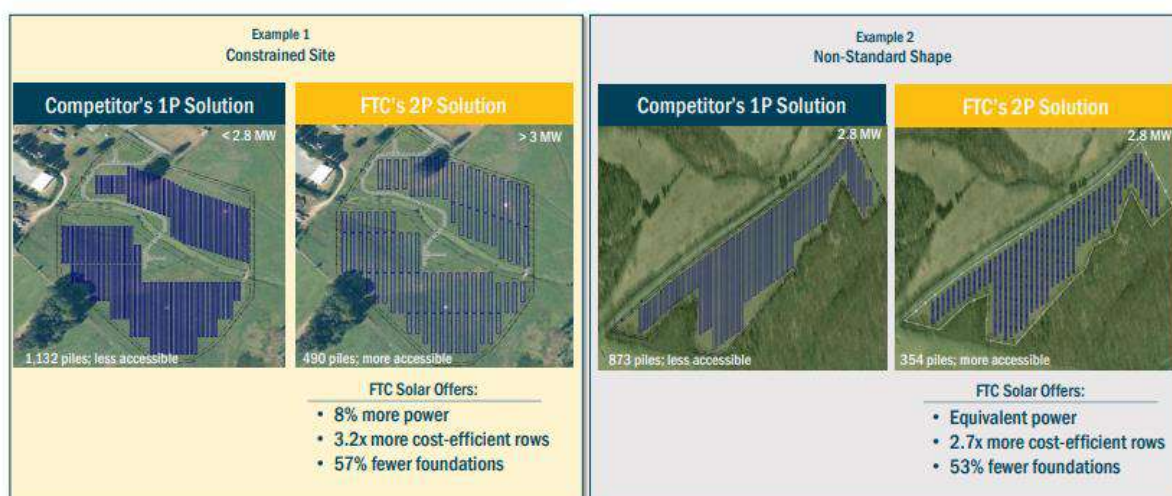 Example 1
Constrained Site
Competitor's 1P Solution
FTC's 2P Solution
< 2.8 MW
> 3 MW
1,132 piles; less accessible
490 piles; more accessible
FTC Solar Offers:
• 8% more power
• 3.2x more cost-efficient rows
• 57% fewer foundations
Example 2
Non-Standard Shape
Competitor's 1P Solution
FTC's 2P Solution
2.8 MW
2.8 MW
873 piles; less accessible
354 piles; more accessible
FTC Solar Offers:
• Equivalent power
• 2.7x more cost-efficient rows
• 53% fewer foundations